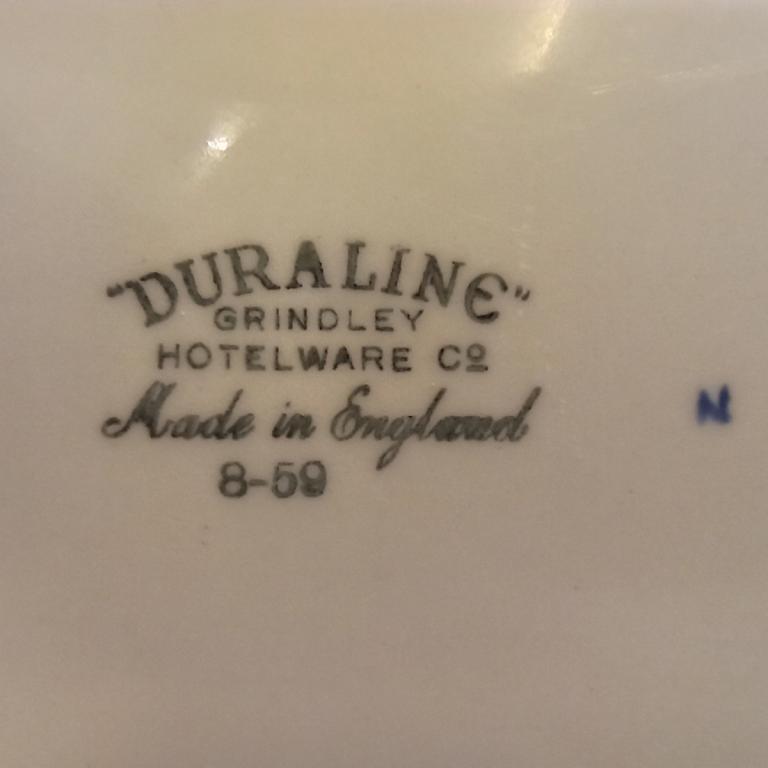 "DURALINE"
GRINDLEY
HOTELWARE Cº
Made in England
8-59
N